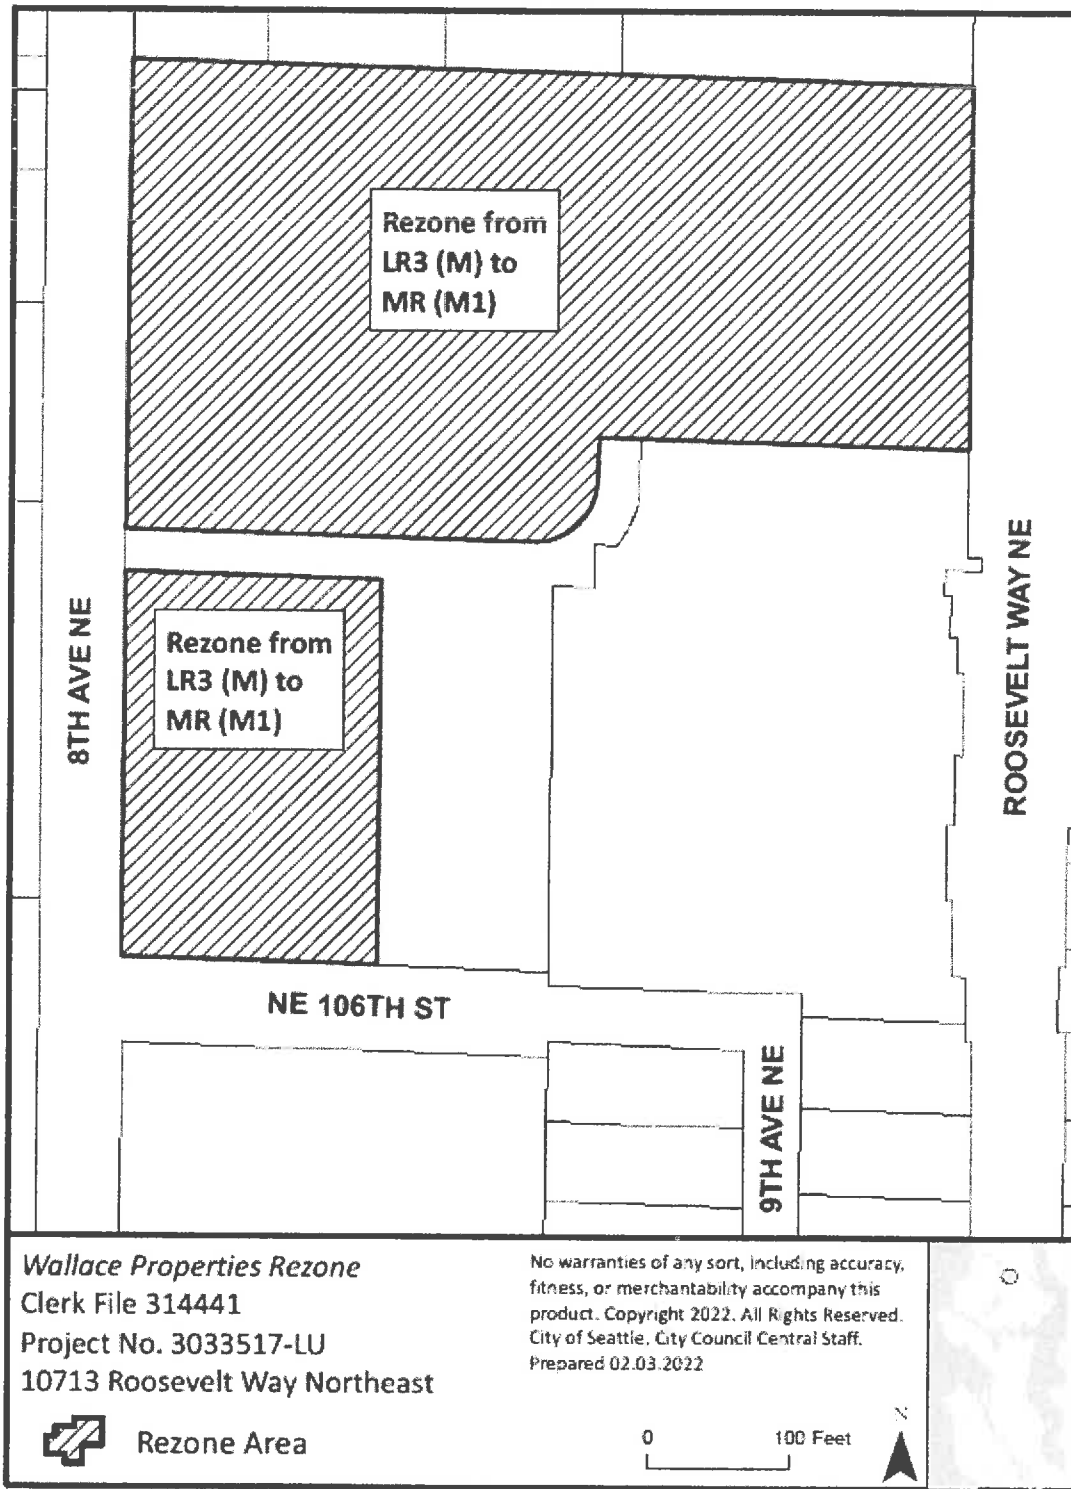 Rezone from
LR3 (M) to
MR (M1)
Rezone from
LR3 (M) to
MR (M1)
8TH AVE NE
ROOSEVELT WAY NE
NE 106TH ST
9TH AVE NE
Wallace Properties Rezone
Clerk File 314441
Project No. 3033517-LU
10713 Roosevelt Way Northeast
Rezone Area
No warranties of any sort, including accuracy,
fitness, or merchantability accompany this
product. Copyright 2022. All Rights Reserved.
City of Seattle, City Council Central Staff.
Prepared 02.03.2022
0 100 Feet
N